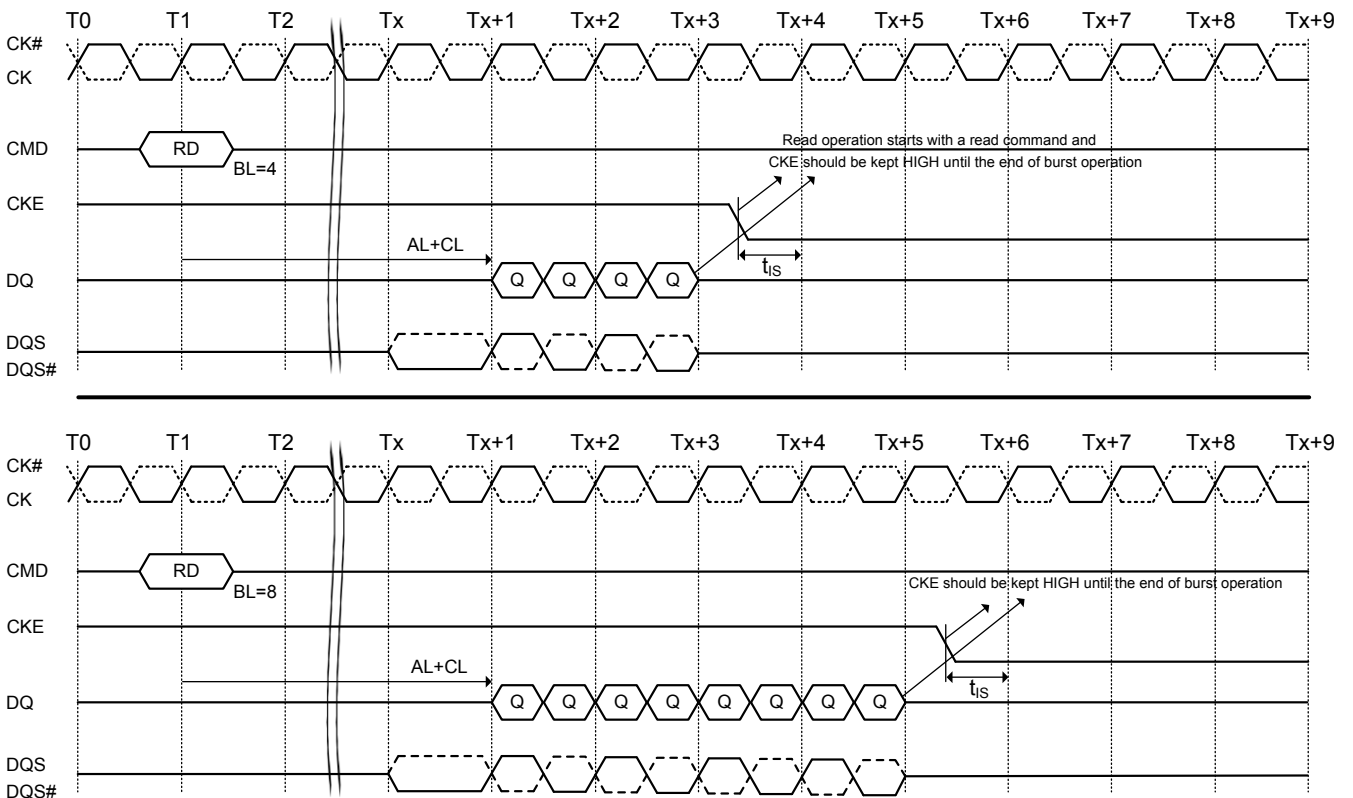 T0 T1 T2 Tx Tx+1 Tx+2 Tx+3 Tx+4 Tx+5 Tx+6 Tx+7 Tx+8 Tx+9
CK#
CK
CMD RD BL=4
Read operation starts with a read command and
CKE should be kept HIGH until the end of burst operation
CKE
AL+CL
tIS
DQ Q Q Q Q
DQS
DQS#
T0 T1 T2 Tx Tx+1 Tx+2 Tx+3 Tx+4 Tx+5 Tx+6 Tx+7 Tx+8 Tx+9
CK#
CK
CMD RD BL=8
CKE should be kept HIGH until the end of burst operation
CKE
AL+CL
tIS
DQ Q Q Q Q Q Q Q Q
DQS
DQS#